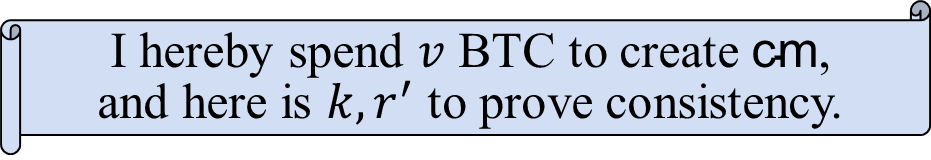 I hereby spend v BTC to create cm,
and here is k, r′ to prove consistency.